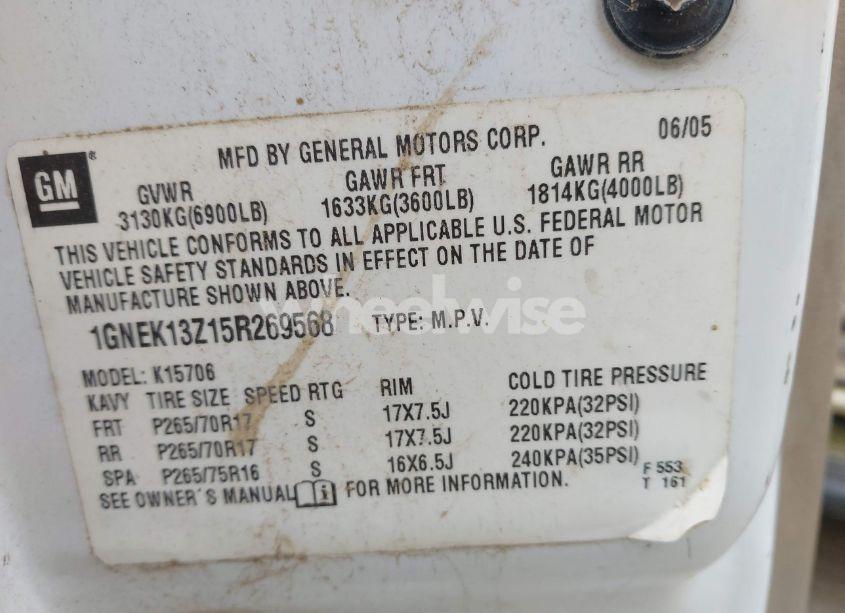 GM
®
MFD BY GENERAL MOTORS CORP. 06/05
GVWR GAWR FRT GAWR RR
3130KG(6900LB) 1633KG(3600LB) 1814KG(4000LB)
THIS VEHICLE CONFORMS TO ALL APPLICABLE U.S. FEDERAL MOTOR
VEHICLE SAFETY STANDARDS IN EFFECT ON THE DATE OF
MANUFACTURE SHOWN ABOVE.
wheelwise
1GNEK13Z15R269568 TYPE: M.P.V.
MODEL: K15706
KAVY TIRE SIZE SPEED RTG RIM COLD TIRE PRESSURE
FRT P265/70R17 S 17X7.5J 220KPA(32PSI)
RR P265/70R17 S 17X7.5J 220KPA(32PSI)
SPA P265/75R16 S 16X6.5J 240KPA(35PSI)
SEE OWNER'S MANUAL i FOR MORE INFORMATION.
F 553
T 161